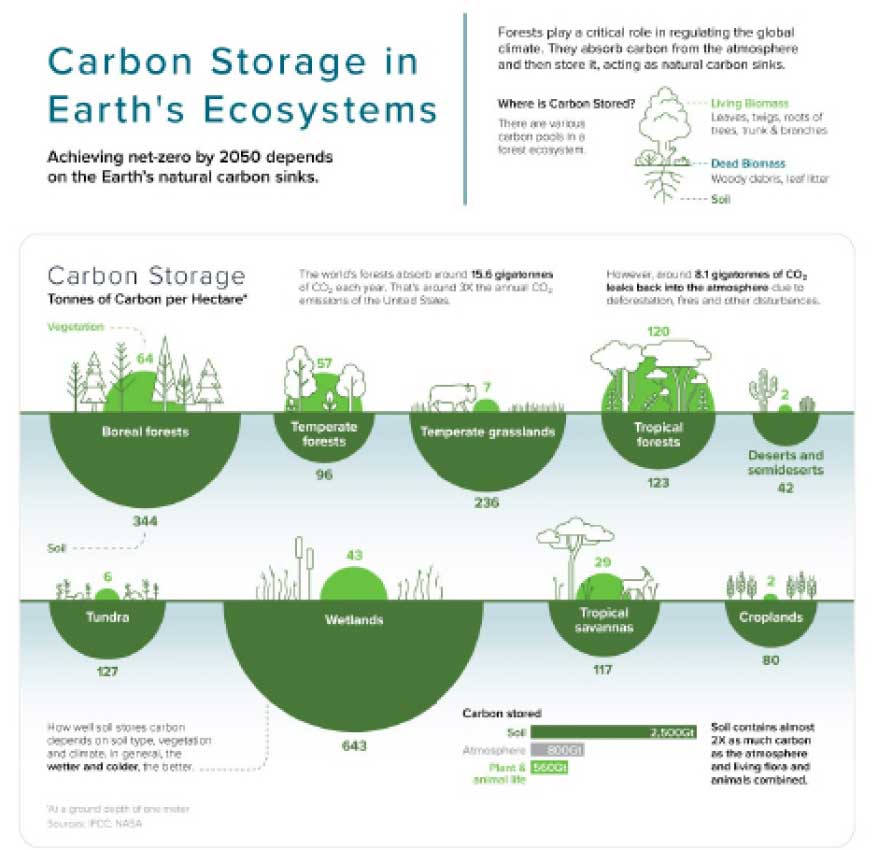 Carbon Storage in
Earth's Ecosystems
Achieving net-zero by 2050 depends
on the Earth's natural carbon sinks.
Forests play a critical role in regulating the global
climate. They absorb carbon from the atmosphere
and then store it, acting as natural carbon sinks.
Where is Carbon Stored?
There are various
carbon pools in a
forest ecosystem.
Living Biomass
Leaves, twigs, roots of
trees, trunk & branches
Dead Biomass
Woody debris, leaf litter
Soil
Carbon Storage
Tonnes of Carbon per Hectare*
The world's forests absorb around 15.6 gigatonnes
of CO₂ each year. That's around 3X the annual CO₂
emissions of the United States.
However, around 8.1 gigatonnes of CO₂
leaks back into the atmosphere due to
deforestation, fires and other disturbances.
Vegetation
64
Boreal forests
344
57
Temperate
forests
96
7
Temperate grasslands
236
120
Tropical
forests
123
2
Deserts and
semideserts
42
Soil
6
Tundra
127
43
Wetlands
643
29
Tropical
savannas
117
2
Croplands
80
How well soil stores carbon
depends on soil type, vegetation
and climate. In general, the
wetter and colder, the better.
Carbon stored
Soil 2,500Gt
Atmosphere 800Gt
Plant & 560Gt
animal life
Soil contains almost
2X as much carbon
as the atmosphere
and living flora and
animals combined.
*At a ground depth of one meter
Sources: IPCC, NASA